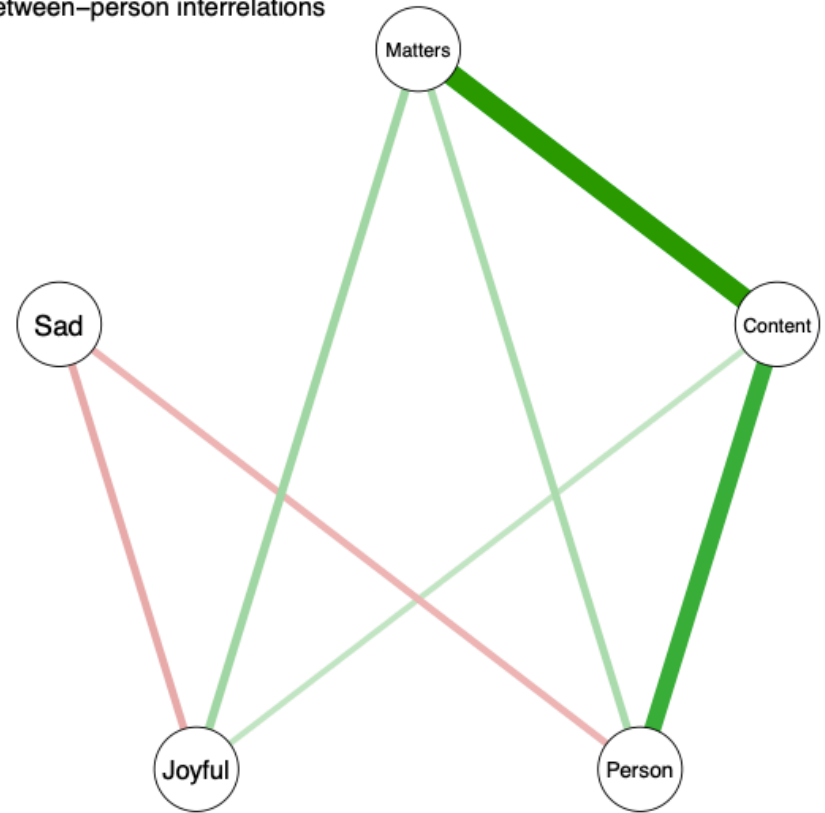 etween−person interrelations
Matters
Sad
Content
Joyful
Person